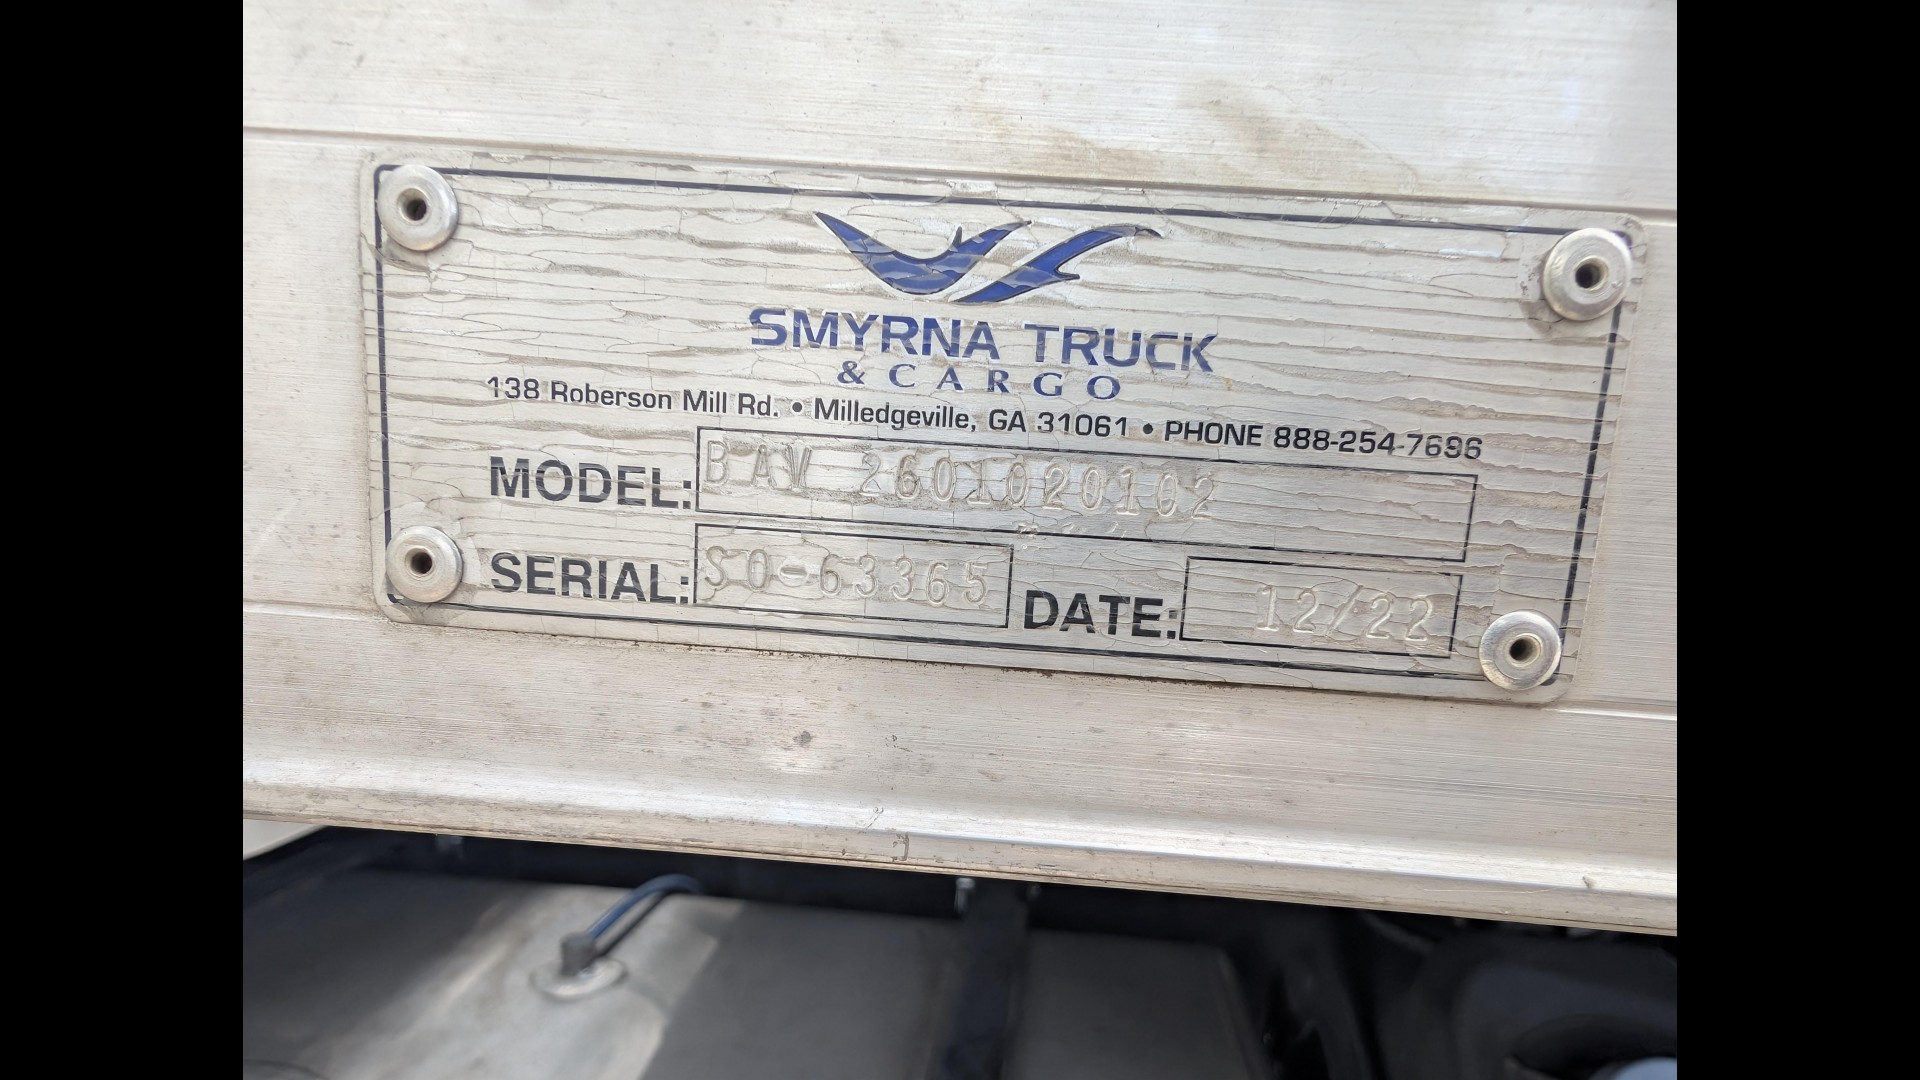 SMYRNA TRUCK
& CARGO
138 Roberson Mill Rd. • Milledgeville, GA 31061 • PHONE 888-254-7696
MODEL: BAV 2601020102
SERIAL: SO-63365 DATE: 12/22